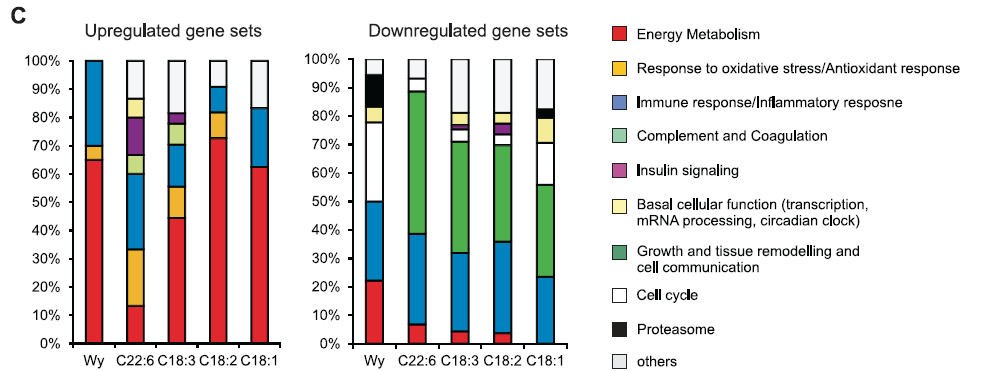 C
Upregulated gene sets
100%
90%
80%
70%
60%
50%
40%
30%
20%
10%
0%
Wy C22:6 C18:3 C18:2 C18:1
Downregulated gene sets
100%
90%
80%
70%
60%
50%
40%
30%
20%
10%
0%
Wy C22:6 C18:3 C18:2 C18:1
Energy Metabolism
Response to oxidative stress/Antioxidant response
Immune response/Inflammatory resposne
Complement and Coagulation
Insulin signaling
Basal cellular function (transcription,
mRNA processing, circadian clock)
Growth and tissue remodelling and
cell communication
Cell cycle
Proteasome
others